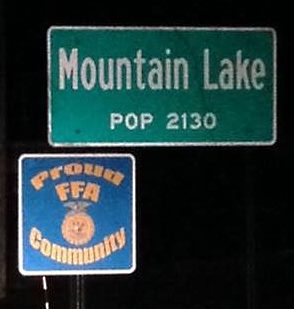 Mountain Lake
POP 2130
Proud
FFA
Community